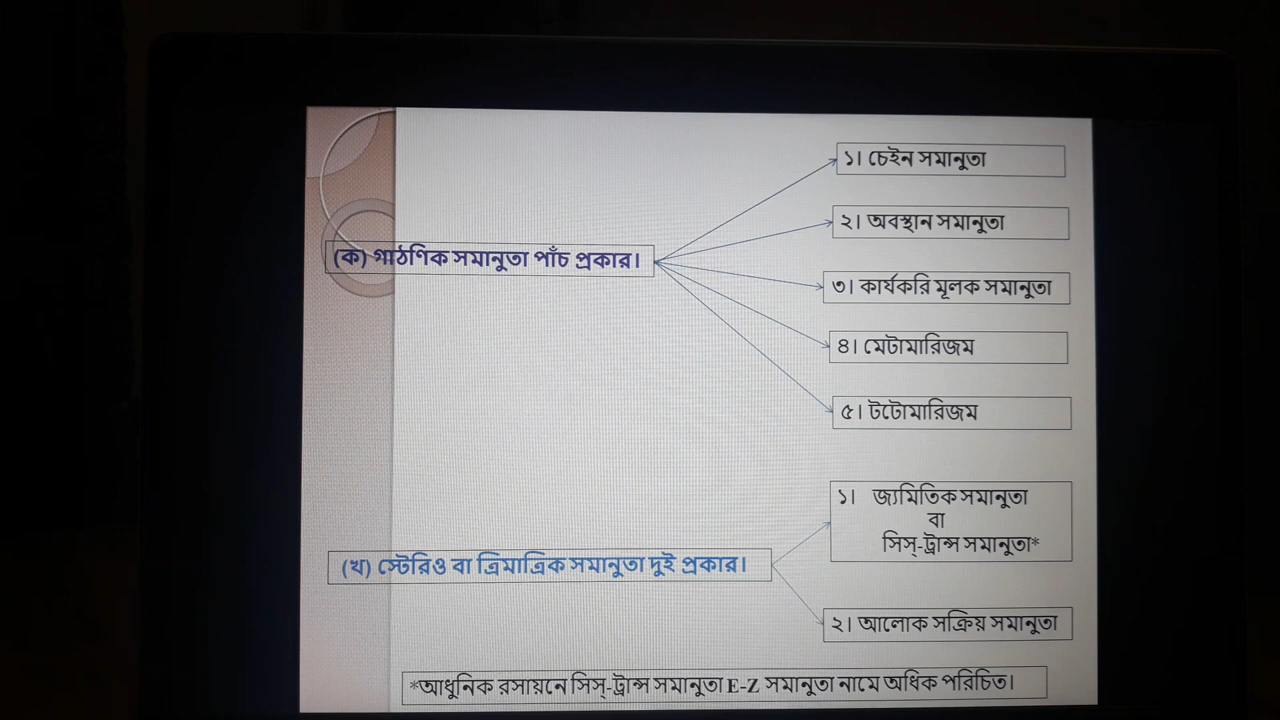 (ক) গাঠণিক সমানুতা পাঁচ প্রকার।
১। চেইন সমানুতা
২। অবস্থান সমানুতা
৩। কার্যকরি মূলক সমানুতা
৪। মেটামারিজম
৫। টটোমারিজম
(খ) স্টেরিও বা ত্রিমাত্রিক সমানুতা দুই প্রকার।
১। জ্যমিতিক সমানুতা
বা
সিস্-ট্রান্স সমানুতা*
২। আলোক সক্রিয় সমানুতা
*আধুনিক রসায়নে সিস্-ট্রান্স সমানুতা E-Z সমানুতা নামে অধিক পরিচিত।